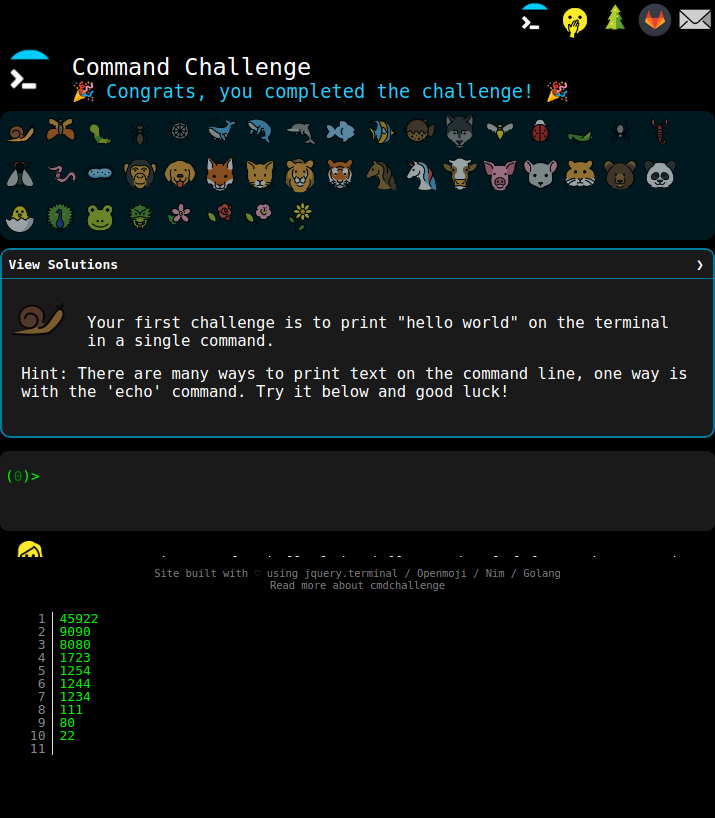 Command Challenge
🎉 Congrats, you completed the challenge! 🎉
View Solutions ❯
Your first challenge is to print "hello world" on the terminal
in a single command.
Hint: There are many ways to print text on the command line, one way is
with the 'echo' command. Try it below and good luck!
(0)>
Site built with ♡ using jquery.terminal / Openmoji / Nim / Golang
Read more about cmdchallenge
1 45922
2 9090
3 8080
4 1723
5 1254
6 1244
7 1234
8 111
9 80
10 22
11